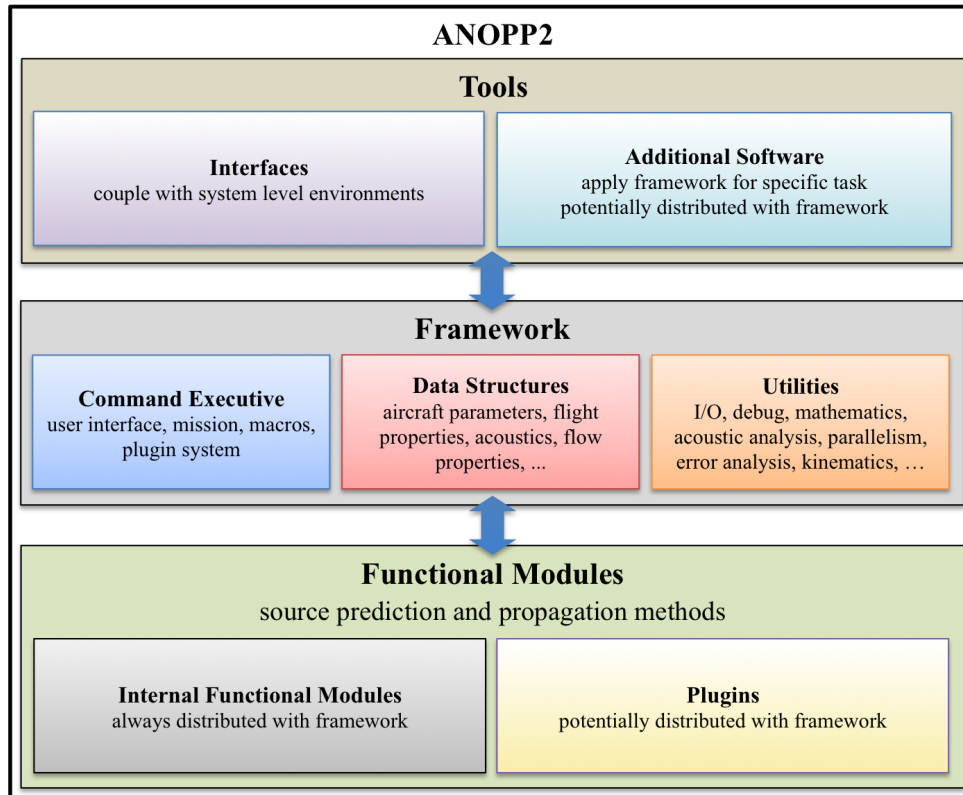 ANOPP2
Tools
Interfaces
couple with system level environments
Additional Software
apply framework for specific task
potentially distributed with framework
Framework
Command Executive
user interface, mission, macros,
plugin system
Data Structures
aircraft parameters, flight
properties, acoustics, flow
properties, ...
Utilities
I/O, debug, mathematics,
acoustic analysis, parallelism,
error analysis, kinematics, …
Functional Modules
source prediction and propagation methods
Internal Functional Modules
always distributed with framework
Plugins
potentially distributed with framework